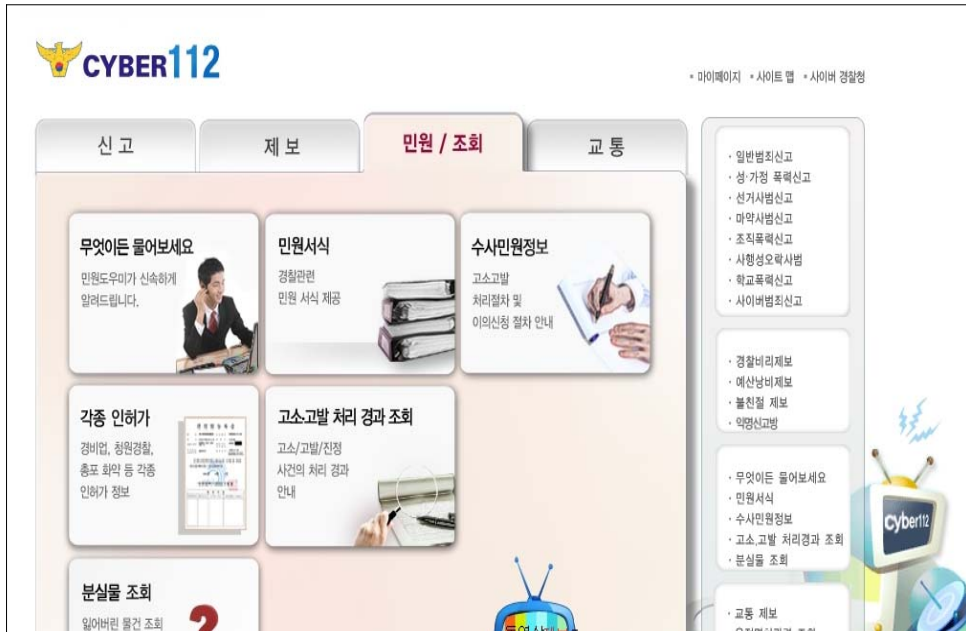 CYBER112
• 마이페이지 • 사이트 맵 • 사이버 경찰청
신고
제보
민원 / 조회
교통
무엇이든 물어보세요
민원도우미가 신속하게
알려드립니다.
민원서식
경찰관련
민원 서식 제공
수사민원정보
고소고발
처리절차 및
이의신청 절차 안내
각종 인허가
경비업, 청원경찰,
총포 화약 등 각종
인허가 정보
고소·고발 처리 경과 조회
고소/고발/진정
사건의 처리 경과
안내
분실물 조회
잃어버린 물건 조회
?
· 일반범죄신고
· 성·가정 폭력신고
· 선거사범신고
· 마약사범신고
· 조직폭력신고
· 사행성오락사범
· 학교폭력신고
· 사이버범죄신고
· 경찰비리제보
· 예산낭비제보
· 불친절 제보
· 익명신고방
· 무엇이든 물어보세요
· 민원서식
· 수사민원정보
· 고소,고발 처리경과 조회
· 분실물 조회
· 교통 제보
cyber112